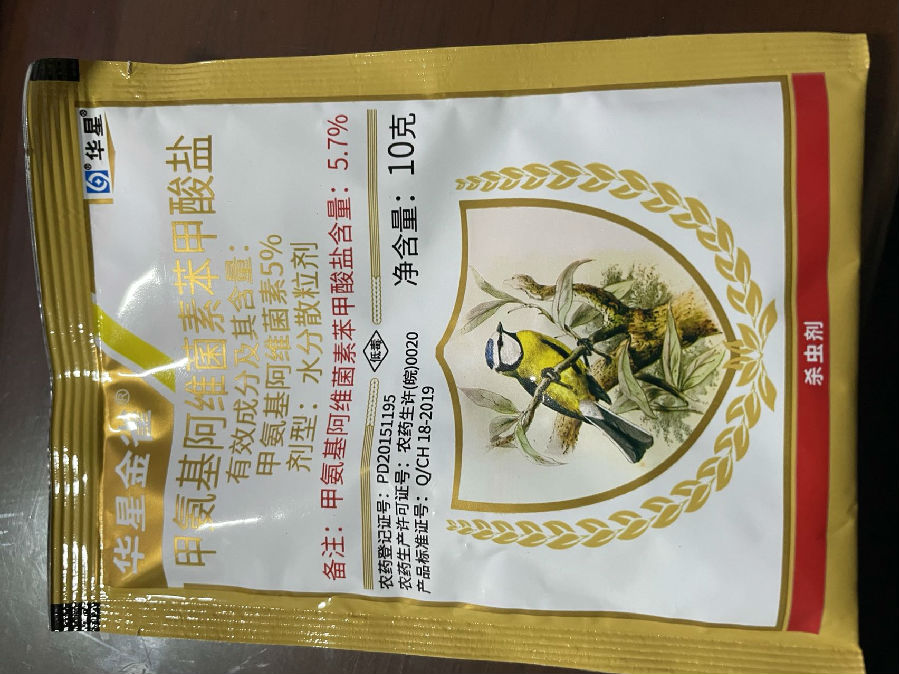 华星®
华星金雀®
甲氨基阿维菌素苯甲酸盐
有效成分及其含量：
甲氨基阿维菌素5%
剂型：水分散粒剂
备注：甲氨基阿维菌素苯甲酸盐含量：5.7%
低毒
农药登记证号：PD20151195
农药生产许可证号：农药生许(皖)0020
产品标准证号：Q/CH 18-2019
净含量：10克
杀虫剂